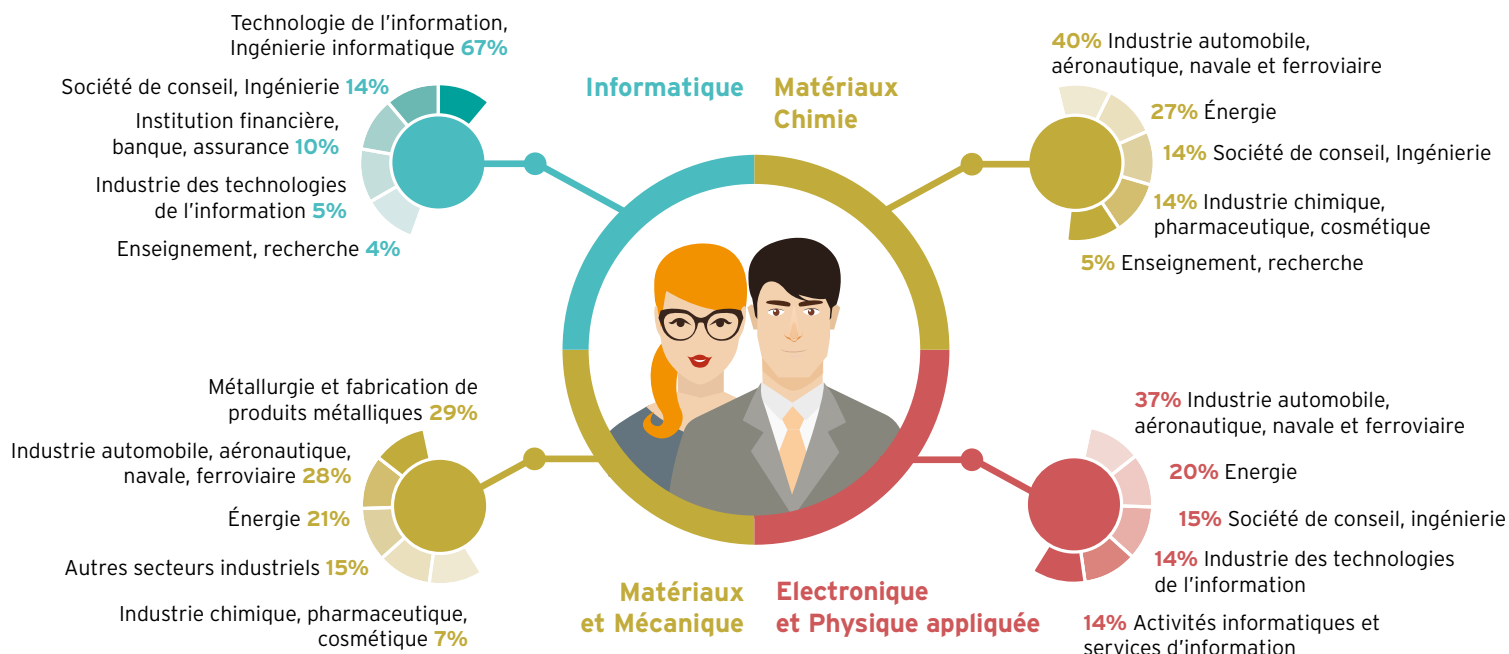 Technologie de l'information,
Ingénierie informatique 67%
Société de conseil, Ingénierie 14%
Institution financière,
banque, assurance 10%
Industrie des technologies
de l'information 5%
Enseignement, recherche 4%
Informatique
Matériaux
Chimie
40% Industrie automobile,
aéronautique, navale et ferroviaire
27% Énergie
14% Société de conseil, Ingénierie
14% Industrie chimique,
pharmaceutique, cosmétique
5% Enseignement, recherche
Métallurgie et fabrication de
produits métalliques 29%
Industrie automobile, aéronautique,
navale, ferroviaire 28%
Énergie 21%
Autres secteurs industriels 15%
Industrie chimique, pharmaceutique,
cosmétique 7%
Matériaux
et Mécanique
Electronique
et Physique appliquée
37% Industrie automobile,
aéronautique, navale et ferroviaire
20% Energie
15% Société de conseil, ingénierie
14% Industrie des technologies
de l'information
14% Activités informatiques et
services d'information